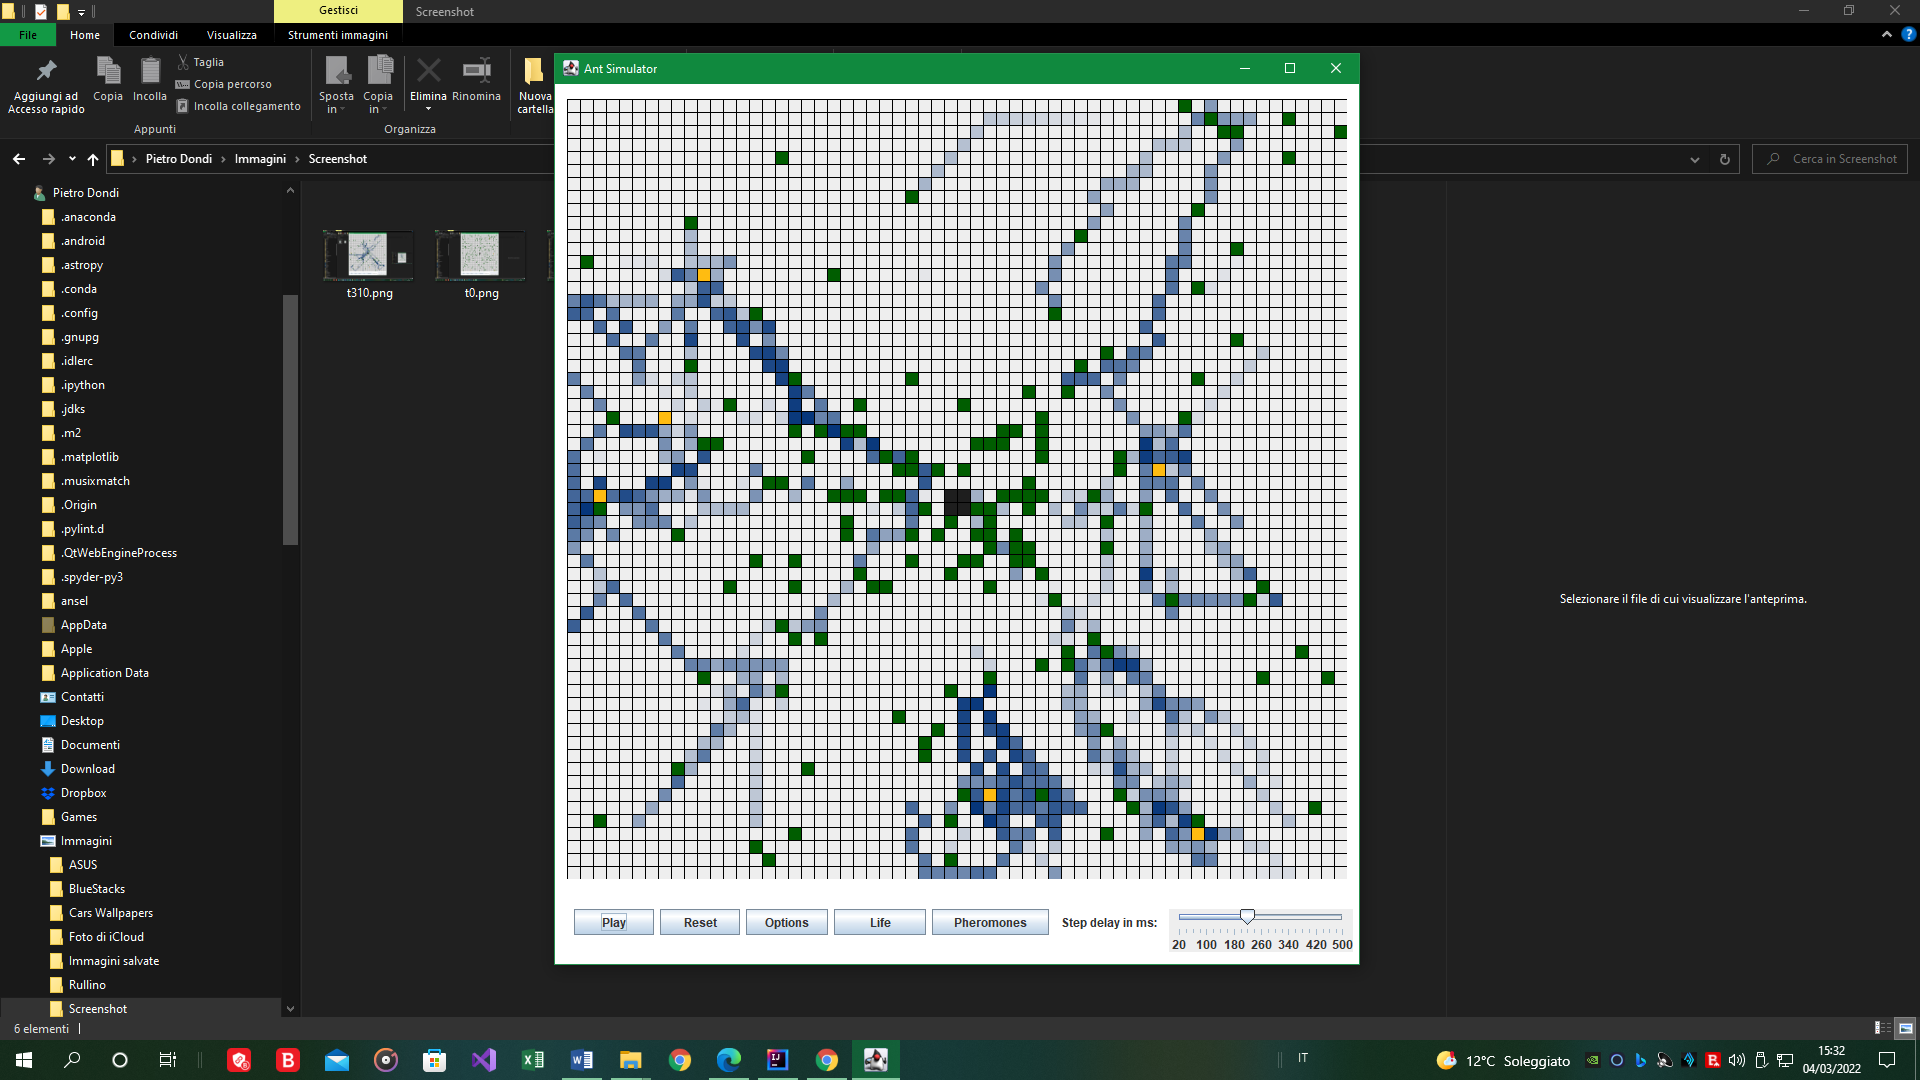 Gestisci
Screenshot
File
Home
Condividi
Visualizza
Strumenti immagini
Aggiungi ad
Accesso rapido
Copia
Incolla
Taglia
Copia percorso
Incolla collegamento
Appunti
Sposta
in
Copia
in
Elimina
Rinomina
Organizza
Nuova
cartella
Pietro Dondi
Immagini
Screenshot
Cerca in Screenshot
Ant Simulator
Pietro Dondi
.anaconda
.android
.astropy
.conda
.config
.gnupg
.idlerc
.ipython
.jdks
.m2
.matplotlib
.musixmatch
.Origin
.pylint.d
.QtWebEngineProcess
.spyder-py3
ansel
AppData
Apple
Application Data
Contatti
Desktop
Documenti
Download
Dropbox
Games
Immagini
ASUS
BlueStacks
Cars Wallpapers
Foto di iCloud
Immagini salvate
Rullino
Screenshot
t310.png
t0.png
Selezionare il file di cui visualizzare l'anteprima.
Play
Reset
Options
Life
Pheromones
Step delay in ms:
20 100 180 260 340 420 500
6 elementi
IT
12°C Soleggiato
15:32
04/03/2022